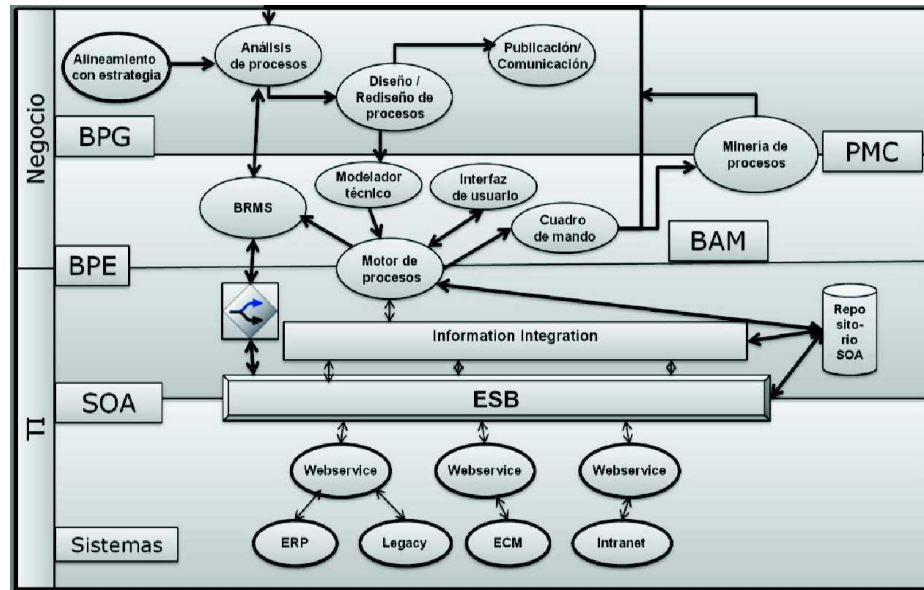 Negocio
Alineamiento
con estrategia
Análisis
de procesos
Diseño /
Rediseño de
procesos
Publicación/
Comunicación
BPG
Mineria de
procesos
PMC
BRMS
Modelador
técnico
Interfaz
de usuario
Cuadro
de mando
BAM
BPE
Motor de
procesos
TI
Information Integration
Repo
sito-
rio
SOA
SOA
ESB
Webservice
Webservice
Webservice
Sistemas
ERP
Legacy
ECM
Intranet